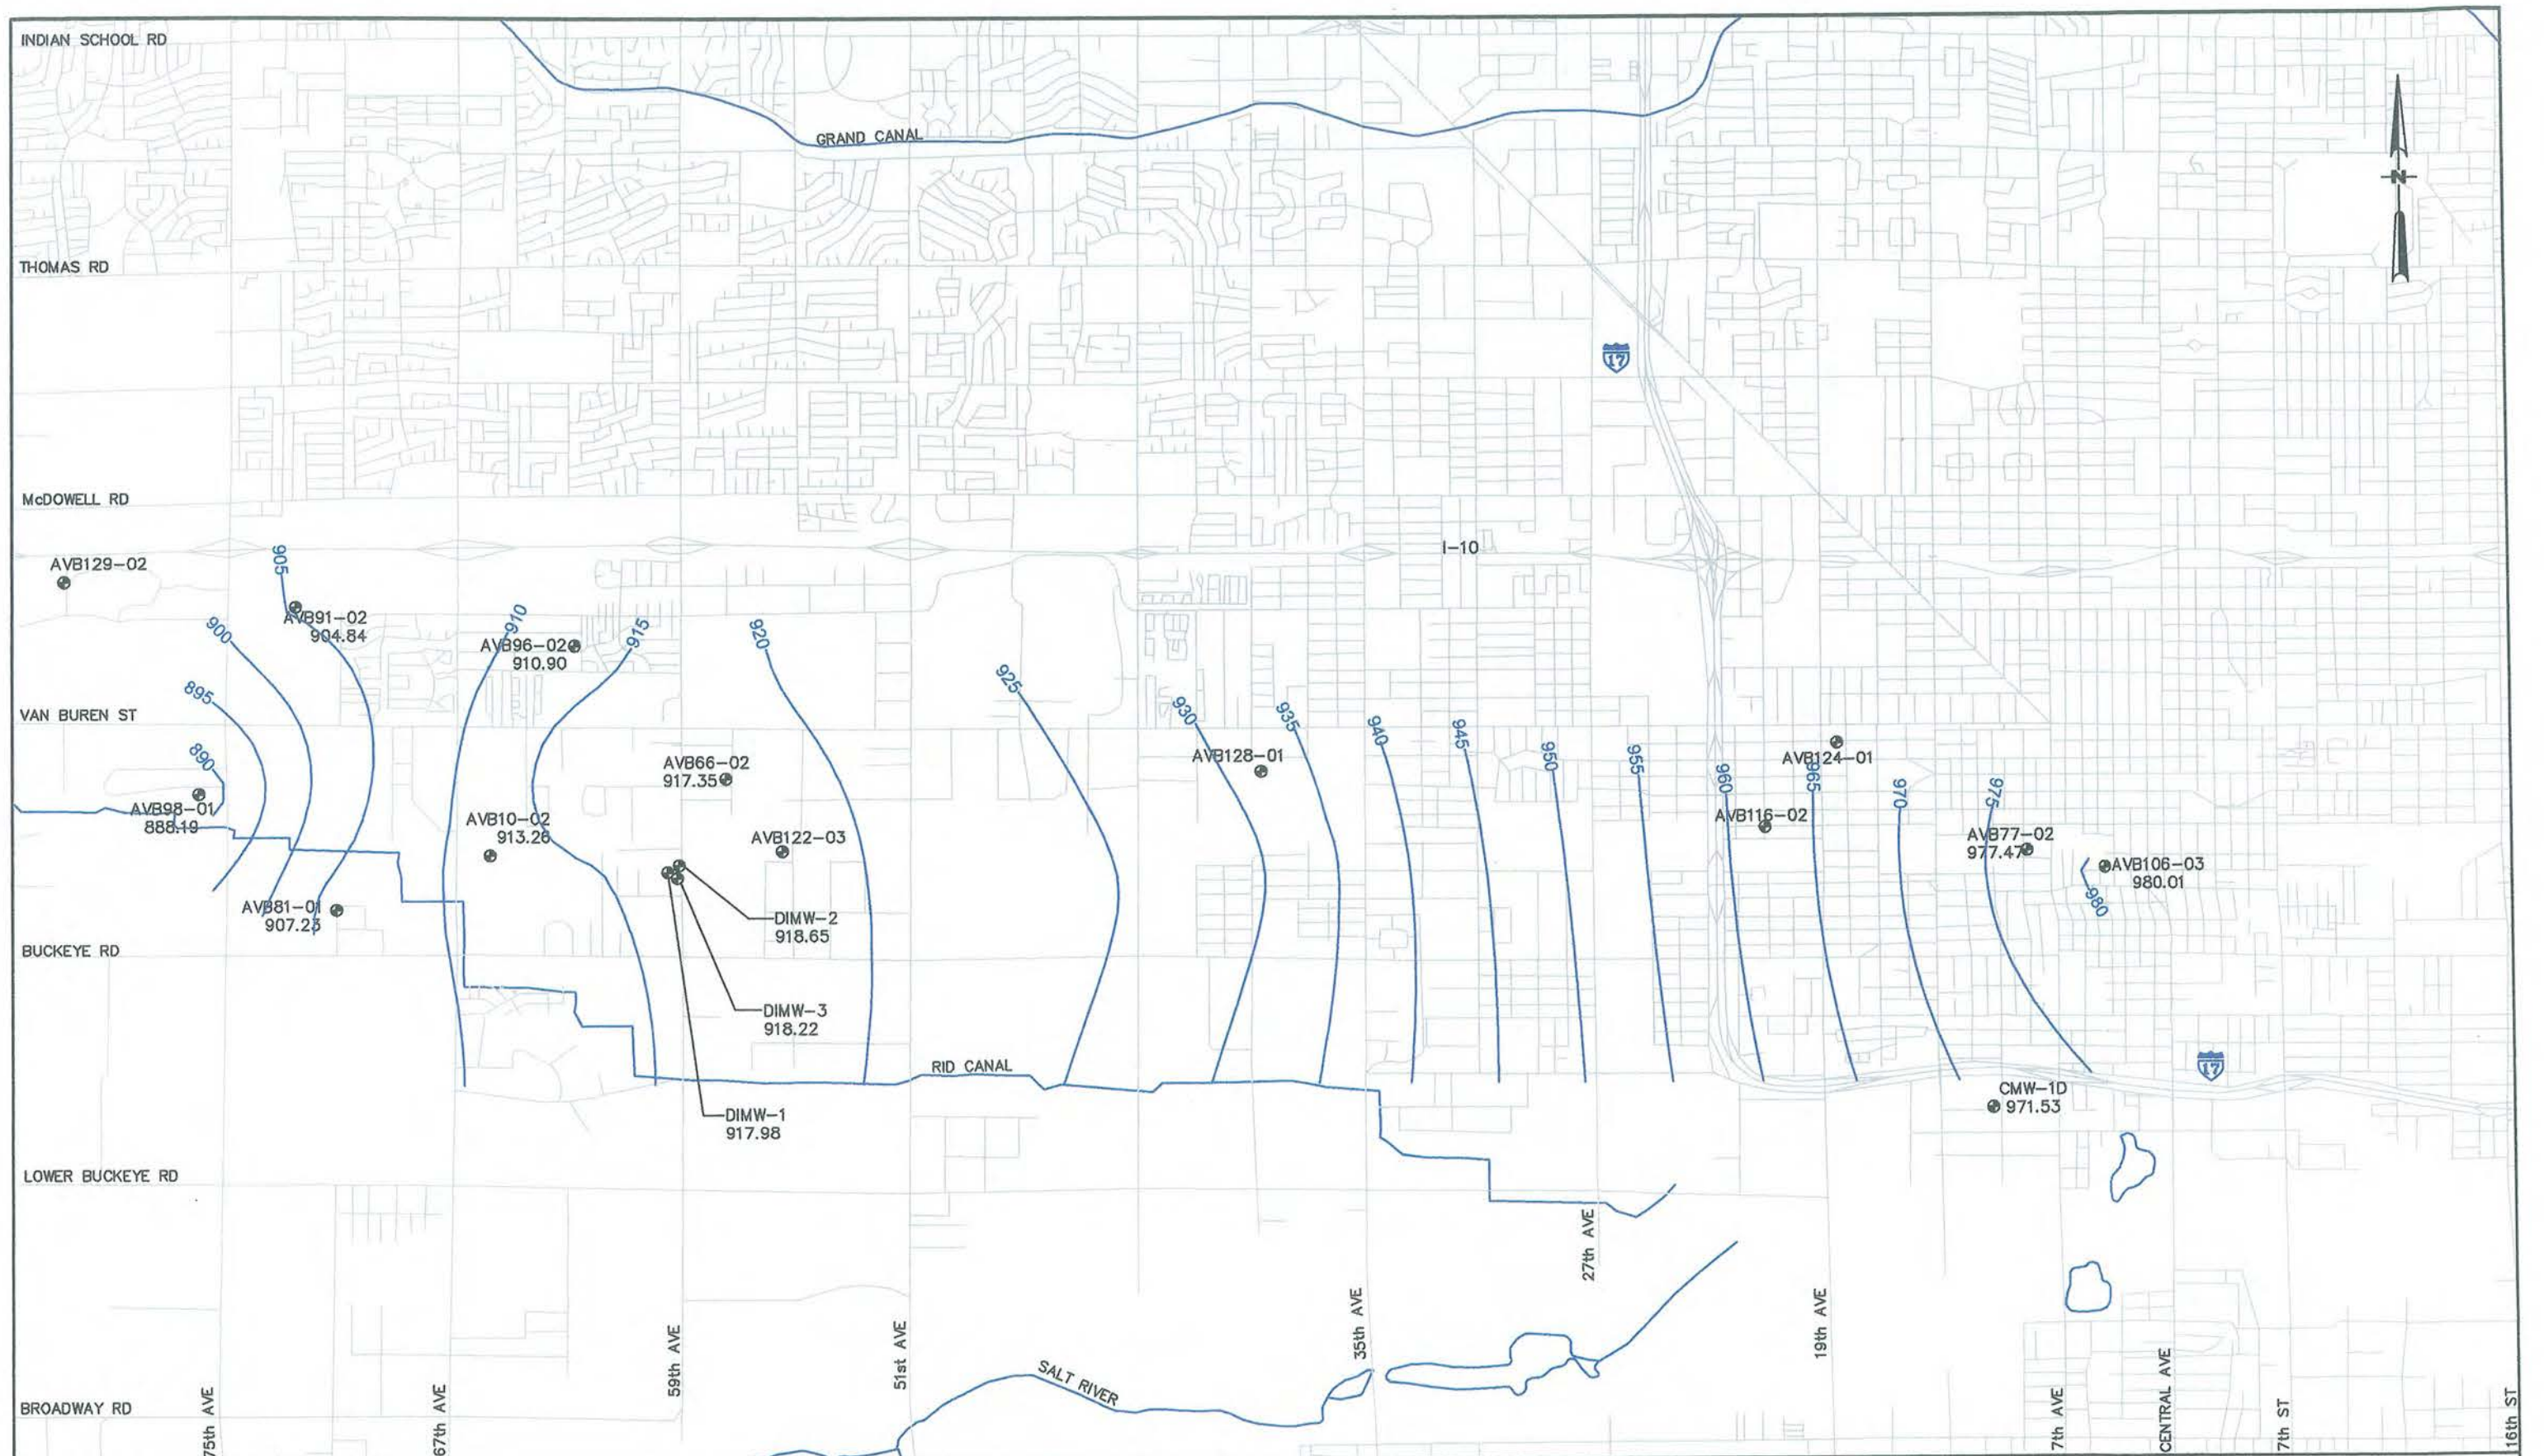 INDIAN SCHOOL RD
GRAND CANAL
N
THOMAS RD
17
McDOWELL RD
I-10
AVB129-02
905
AVB91-02
904.84
900
910
AVB96-02
910.90
915
920
925
895
VAN BUREN ST
890
930
935
940
945
950
955
960
965
970
975
AVB66-02
917.35
AVB128-01
AVB124-01
AVB98-01
888.19
AVB10-02
913.26
AVB122-03
AVB116-02
AVB77-02
977.47
AVB106-03
980.01
980
AVB81-01
907.23
DIMW-2
918.65
BUCKEYE RD
DIMW-3
918.22
RID CANAL
17
CMW-1D
971.53
DIMW-1
917.98
LOWER BUCKEYE RD
27th AVE
35th AVE
19th AVE
59th AVE
51st AVE
SALT RIVER
BROADWAY RD
75th AVE
67th AVE
7th AVE
CENTRAL AVE
7th ST
16th ST